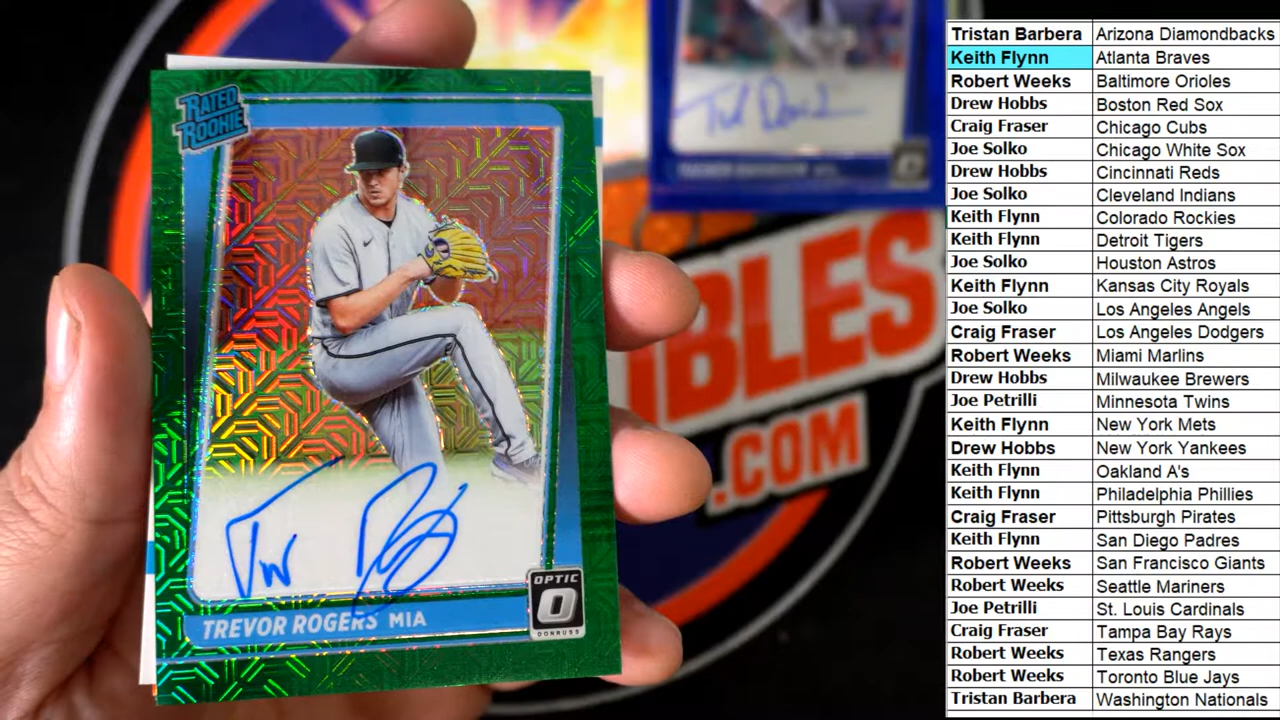 RATED
ROOKIE
TREVOR ROGERS MIA
OPTIC
O
DONRUSS
IBLES
.COM
Tristan Barbera Arizona Diamondbacks
Keith Flynn Atlanta Braves
Robert Weeks Baltimore Orioles
Drew Hobbs Boston Red Sox
Craig Fraser Chicago Cubs
Joe Solko Chicago White Sox
Drew Hobbs Cincinnati Reds
Joe Solko Cleveland Indians
Keith Flynn Colorado Rockies
Keith Flynn Detroit Tigers
Joe Solko Houston Astros
Keith Flynn Kansas City Royals
Joe Solko Los Angeles Angels
Craig Fraser Los Angeles Dodgers
Robert Weeks Miami Marlins
Drew Hobbs Milwaukee Brewers
Joe Petrilli Minnesota Twins
Keith Flynn New York Mets
Drew Hobbs New York Yankees
Keith Flynn Oakland A's
Keith Flynn Philadelphia Phillies
Craig Fraser Pittsburgh Pirates
Keith Flynn San Diego Padres
Robert Weeks San Francisco Giants
Robert Weeks Seattle Mariners
Joe Petrilli St. Louis Cardinals
Craig Fraser Tampa Bay Rays
Robert Weeks Texas Rangers
Robert Weeks Toronto Blue Jays
Tristan Barbera Washington Nationals